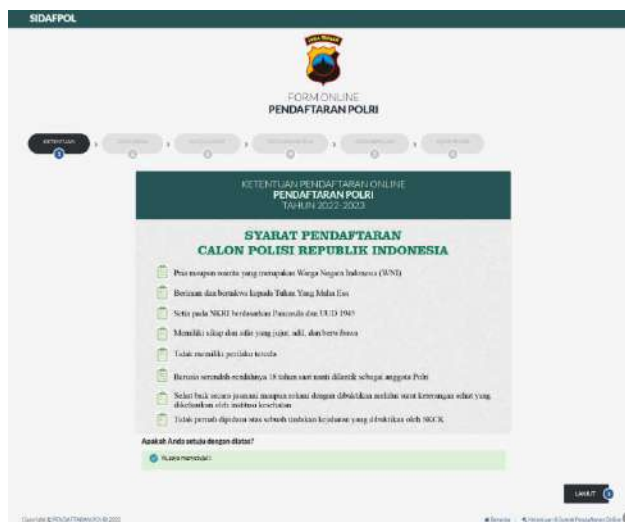 SIDAFPOL
FORM ONLINE
PENDAFTARAN POLRI
KETENTUAN
KETENTUAN PENDAFTARAN ONLINE
PENDAFTARAN POLRI
TAHUN 2022-2023
SYARAT PENDAFTARAN
CALON POLISI REPUBLIK INDONESIA
Pria maupun wanita yang merupakan Warga Negara Indonesia (WNI)
Beriman dan bertakwa kepada Tuhan Yang Maha Esa
Setia pada NKRI berdasarkan Pancasila dan UUD 1945
Memiliki sikap dan sifat yang jujur, adil, dan berwibawa
Tidak memiliki perilaku tercela
Berusia serendah-rendahnya 18 tahun saat nanti dilantik sebagai anggota Polri
Sehat baik secara jasmani maupun rohani dengan dibuktikan melalui surat keterangan sehat yang
dikeluarkan oleh institusi kesehatan
Tidak pernah dipidana atas sebuah tindakan kejahatan yang dibuktikan oleh SKCK
Apakah Anda setuju dengan diatas?
LANJUT
Beranda